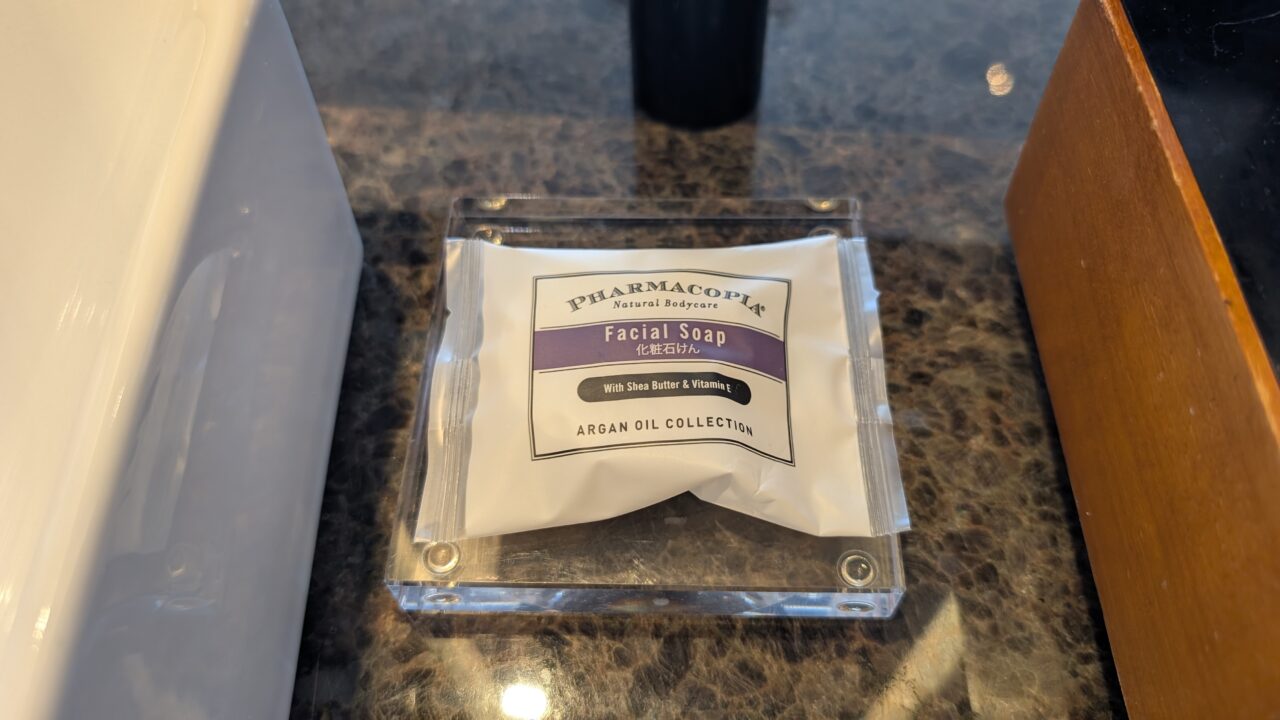 PHARMACOPIA®
Natural Bodycare
Facial Soap
化粧石けん
With Shea Butter & Vitamin E
ARGAN OIL COLLECTION